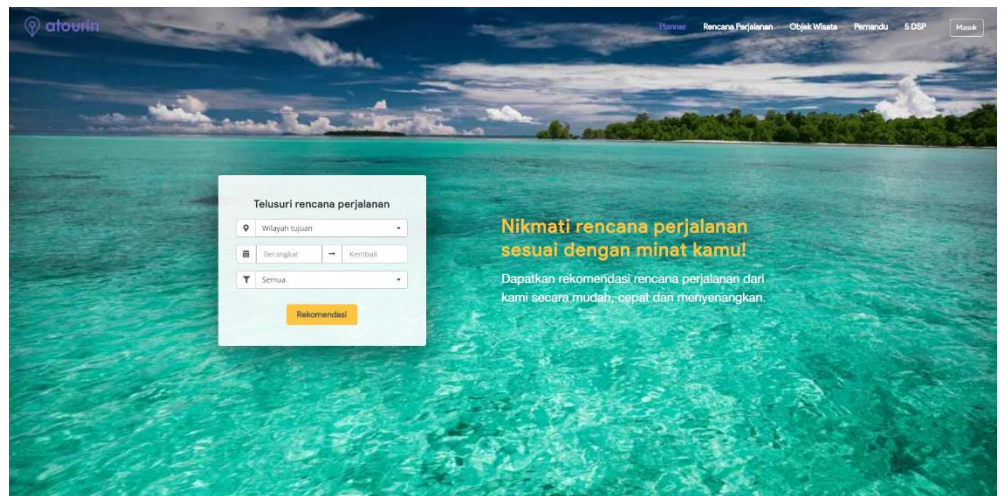 atourin
Planner Rencana Perjalanan Objek Wisata Pemandu 5 DSP Masuk
Telusuri rencana perjalanan
Wilayah tujuan
Berangkat → Kembali
Semua
Rekomendasi
Nikmati rencana perjalanan
sesuai dengan minat kamu!
Dapatkan rekomendasi rencana perjalanan dari
kami secara mudah, cepat dan menyenangkan.